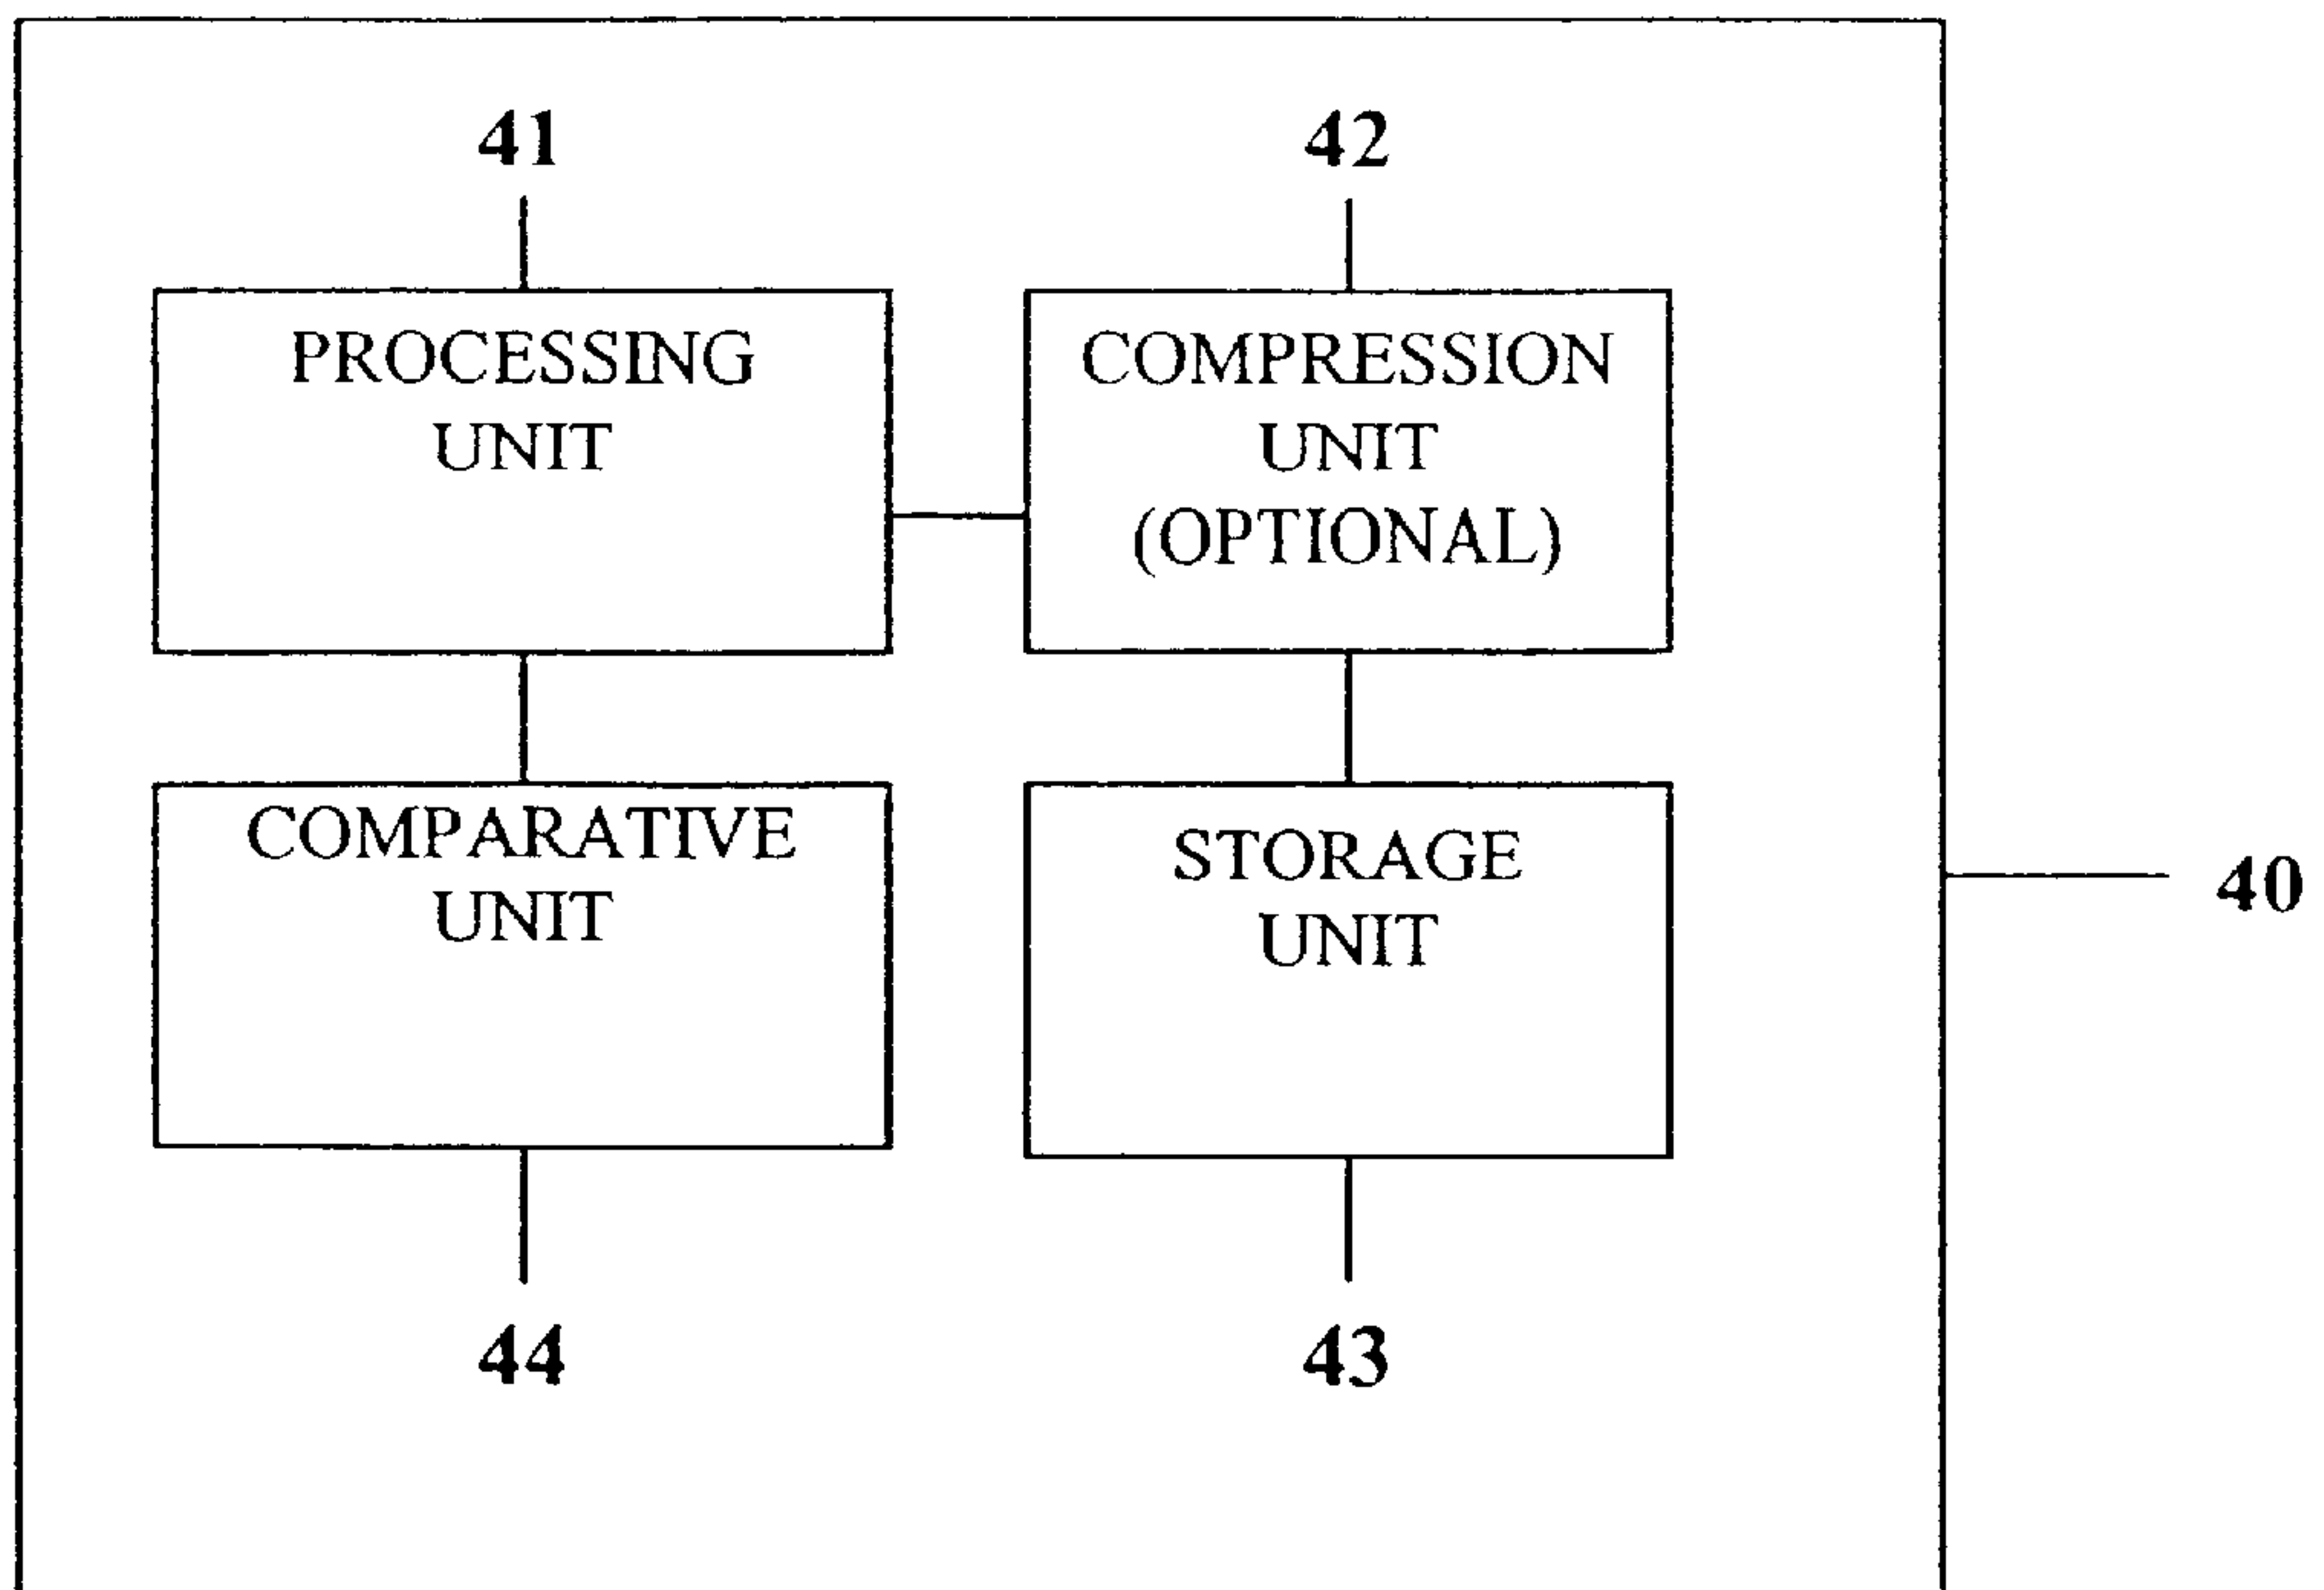 41
42
PROCESSING
UNIT
COMPRESSION
UNIT
(OPTIONAL)
COMPARATIVE
UNIT
STORAGE
UNIT
40
44
43